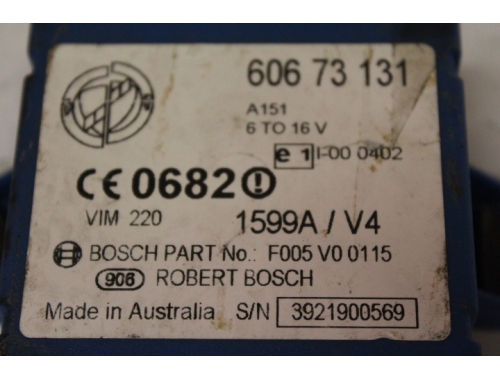 606 73 131
A151
6 TO 16 V
e 1 I-00 0402
CE 0682
VIM 220 1599A / V4
BOSCH PART No.: F005 V0 0115
906 ROBERT BOSCH
Made in Australia S/N 3921900569